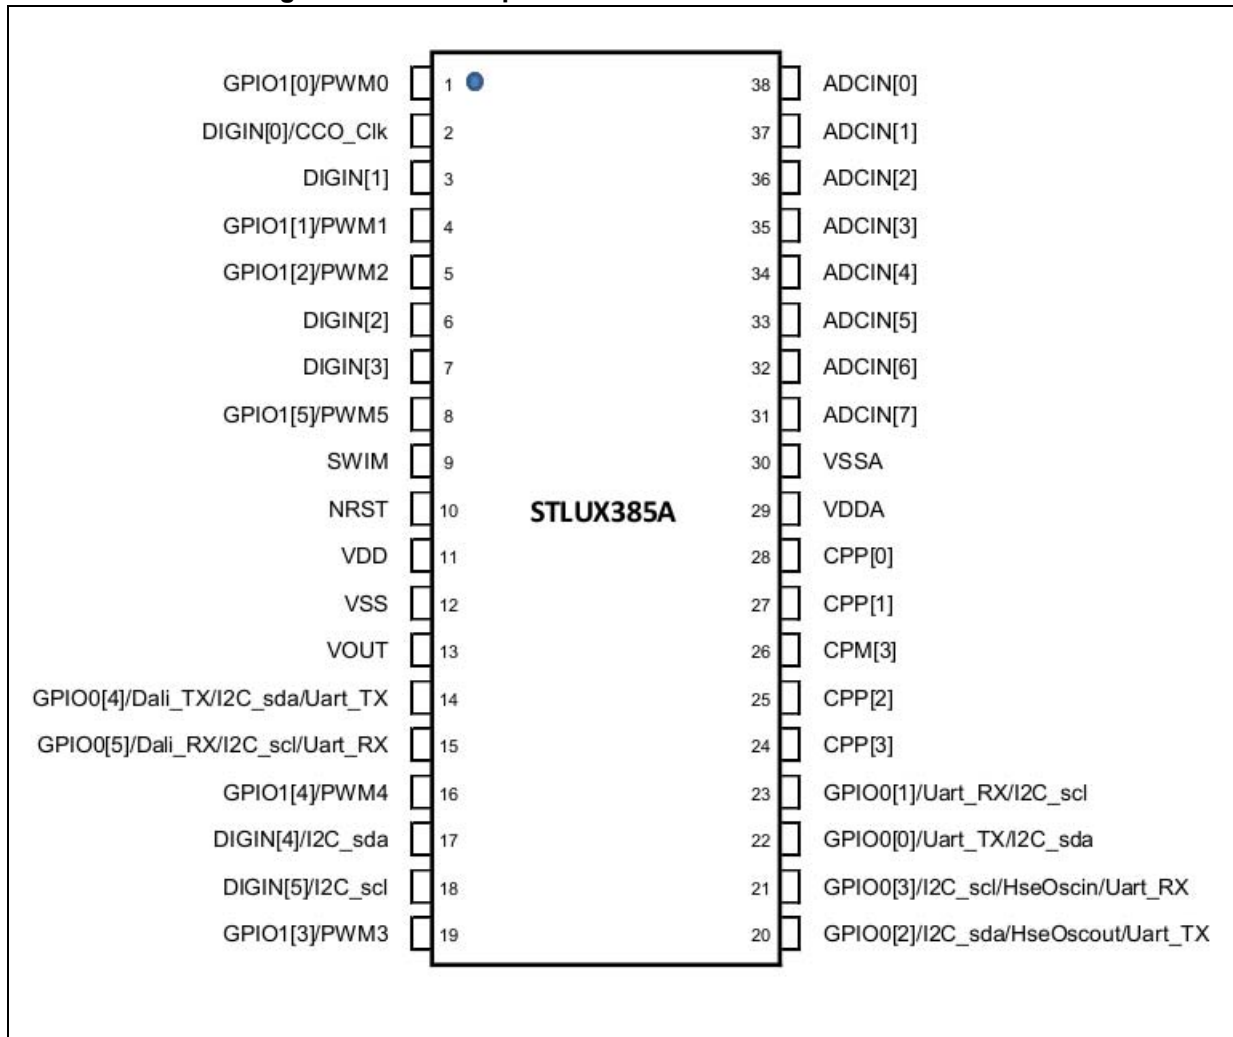 GPIO1[0]/PWM0 1 38 ADCIN[0]
DIGIN[0]/CCO_Clk 2 37 ADCIN[1]
DIGIN[1] 3 36 ADCIN[2]
GPIO1[1]/PWM1 4 35 ADCIN[3]
GPIO1[2]/PWM2 5 34 ADCIN[4]
DIGIN[2] 6 33 ADCIN[5]
DIGIN[3] 7 32 ADCIN[6]
GPIO1[5]/PWM5 8 31 ADCIN[7]
SWIM 9 30 VSSA
NRST 10 STLUX385A 29 VDDA
VDD 11 28 CPP[0]
VSS 12 27 CPP[1]
VOUT 13 26 CPM[3]
GPIO0[4]/Dali_TX/I2C_sda/Uart_TX 14 25 CPP[2]
GPIO0[5]/Dali_RX/I2C_scl/Uart_RX 15 24 CPP[3]
GPIO1[4]/PWM4 16 23 GPIO0[1]/Uart_RX/I2C_scl
DIGIN[4]/I2C_sda 17 22 GPIO0[0]/Uart_TX/I2C_sda
DIGIN[5]/I2C_scl 18 21 GPIO0[3]/I2C_scl/HseOscin/Uart_RX
GPIO1[3]/PWM3 19 20 GPIO0[2]/I2C_sda/HseOscout/Uart_TX